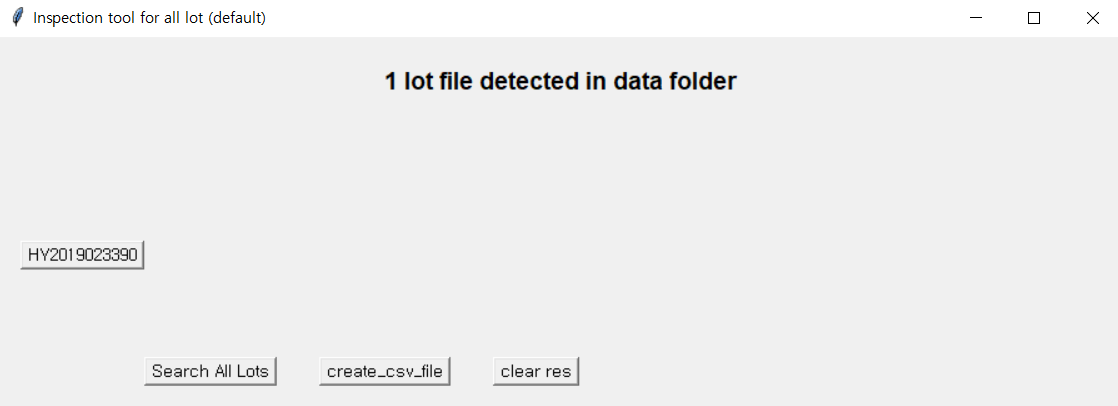 Inspection tool for all lot (default)
1 lot file detected in data folder
HY2019023390
Search All Lots
create_csv_file
clear res